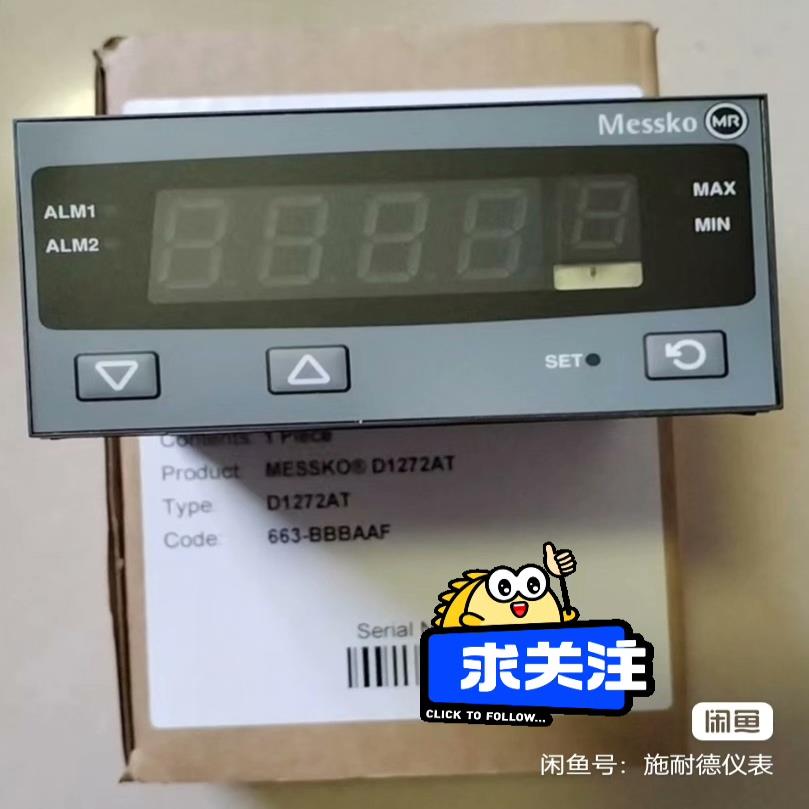 Messko MR
ALM1
MAX
ALM2
MIN
SET
Contents: 1 Piece
Product: MESSKO® D1272AT
Type: D1272AT
Code: 663-BBBAAF
Serial
求关注
CLICK TO FOLLOW...
闲鱼
闲鱼号：施耐德仪表